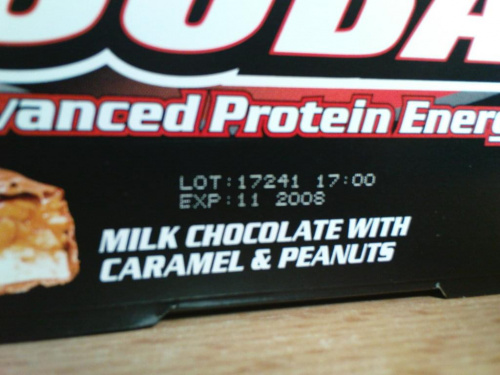 vanced Protein Energ
LOT:17241 17:00
EXP:11 2008
MILK CHOCOLATE WITH
CARAMEL & PEANUTS